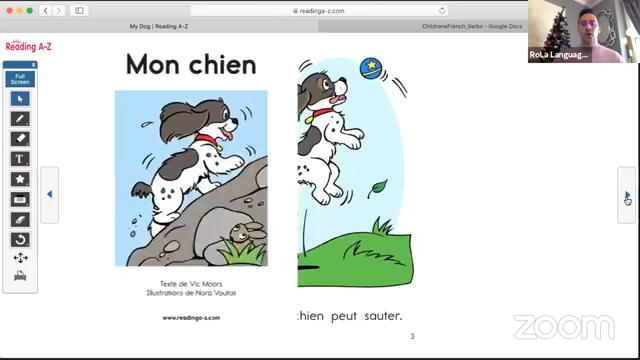 readinga-z.com
My Dog | Reading A-Z
ChildrensFrench_Verbs - Google Docs
Reading A-Z
x
Full
Screen
T
RoLa Languag...
Mon chien
Texte de Vic Moors
Illustrations de Nora Voutas
www.readinga-z.com
chien peut sauter.
3
zoom